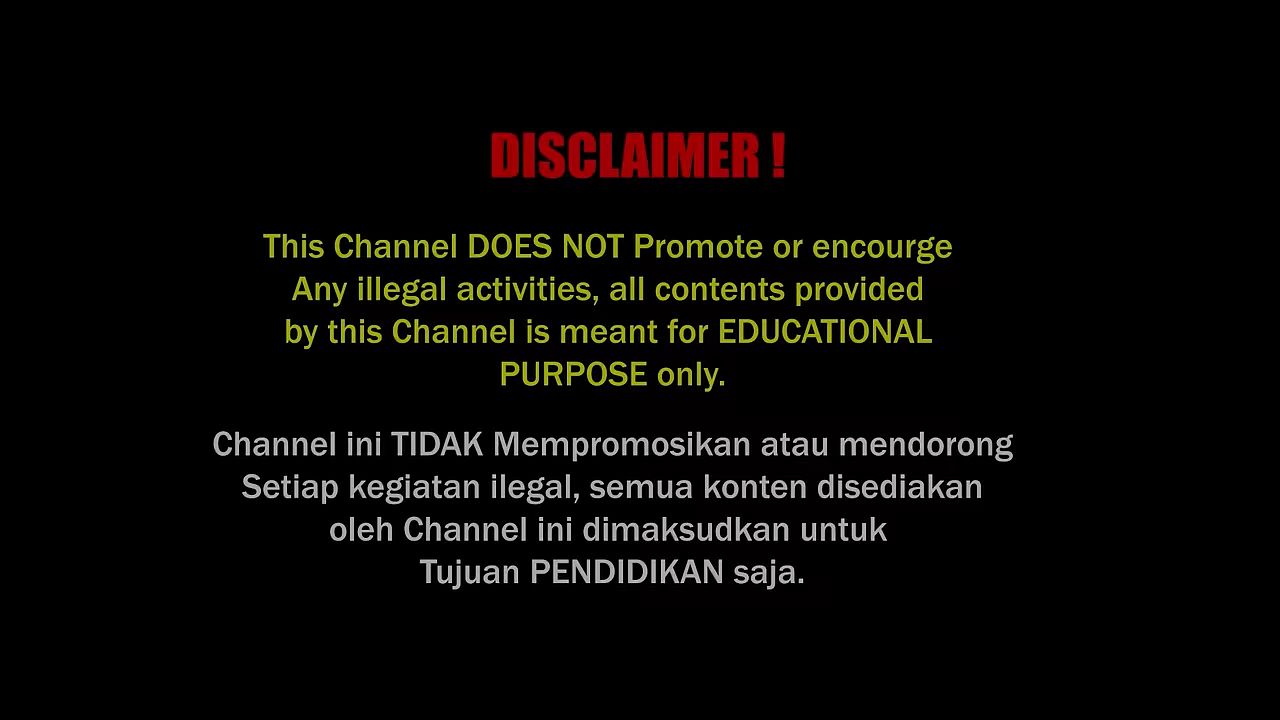 DISCLAIMER !
This Channel DOES NOT Promote or encourge
Any illegal activities, all contents provided
by this Channel is meant for EDUCATIONAL
PURPOSE only.
Channel ini TIDAK Mempromosikan atau mendorong
Setiap kegiatan ilegal, semua konten disediakan
oleh Channel ini dimaksudkan untuk
Tujuan PENDIDIKAN saja.